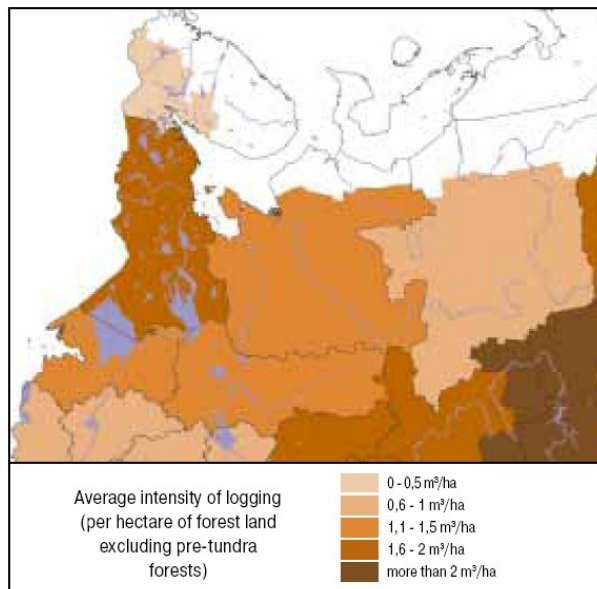 Average intensity of logging
(per hectare of forest land
excluding pre-tundra
forests)
0 - 0,5 m³/ha
0,6 - 1 m³/ha
1,1 - 1,5 m³/ha
1,6 - 2 m³/ha
more than 2 m³/ha